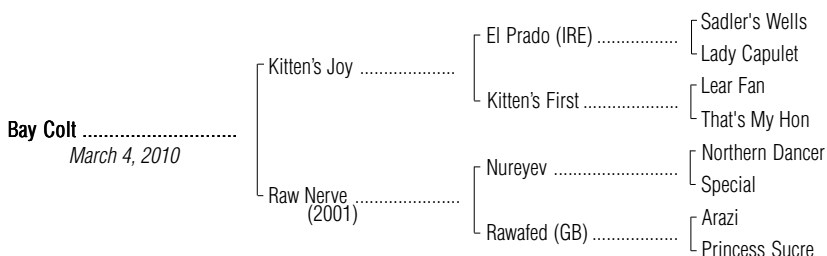 Sadler's Wells
El Prado (IRE) ..................
Lady Capulet
Kitten's Joy .....................
Lear Fan
Kitten's First .....................
That's My Hon
Bay Colt .............................
March 4, 2010
Northern Dancer
Nureyev ...........................
Special
Raw Nerve .......................
(2001)
Arazi
Rawafed (GB) ...................
Princess Sucre